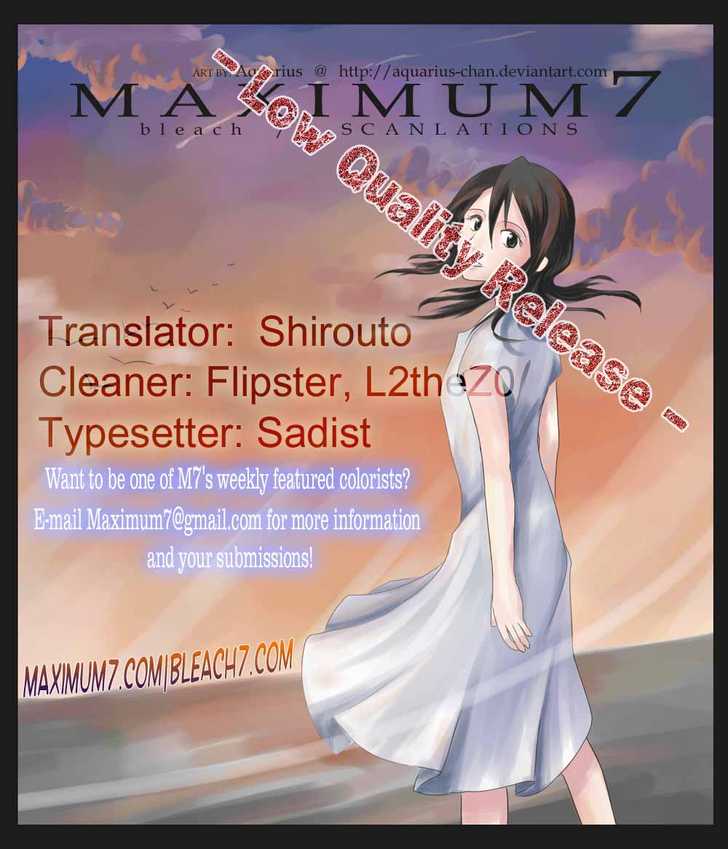 ART BY: Aquarius @ http://aquarius-chan.deviantart.com
MAXIMUM7
bleach / SCANLATIONS
- Low Quality Release -
Translator: Shirouto
Cleaner: Flipster, L2theZ0
Typesetter: Sadist
Want to be one of M7's weekly featured colorists?
E-mail Maximum7@gmail.com for more information
and your submissions!
MAXIMUM7.COM|BLEACH7.COM